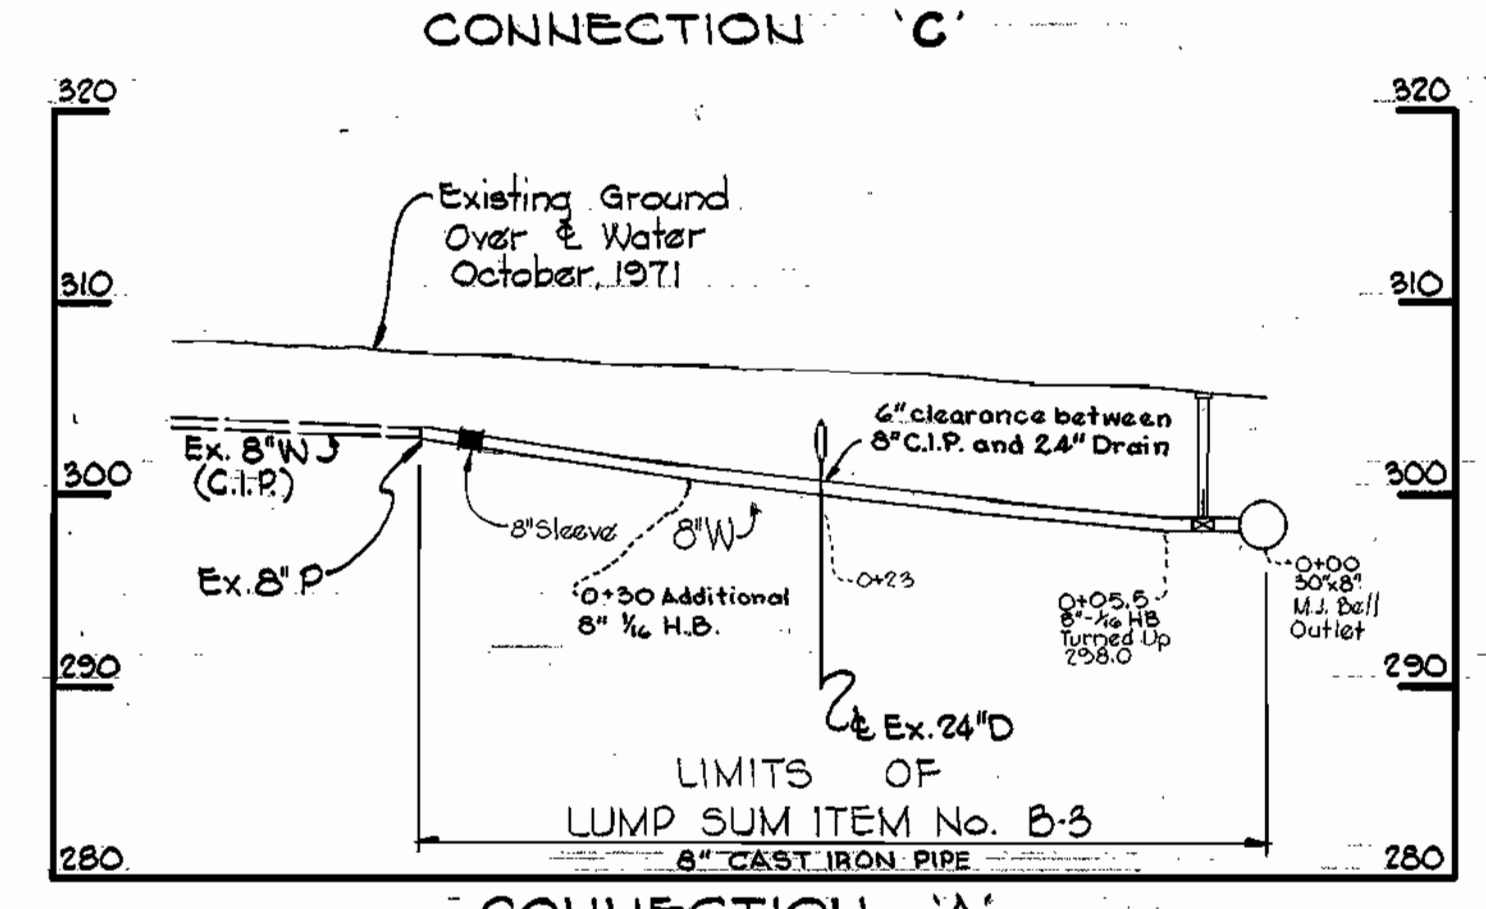 CONNECTION 'C'
320
320
Existing Ground
Over ℄ Water
October, 1971
310
310
6" clearance between
8" C.I.P. and 24" Drain
Ex. 8" W
(C.I.P.)
300
300
8" Sleeve
8" W
Ex. 8" P
0+23
0+30 Additional
8" 1/16 H.B.
0+05.5
8"-1/16 HB
Turned Up
298.0
0+00
30"x8"
M.J. Bell
Outlet
290
290
℄ Ex. 24" D
LIMITS OF
LUMP SUM ITEM No. B-3
8" CAST IRON PIPE
280
280
CONNECTION 'A'